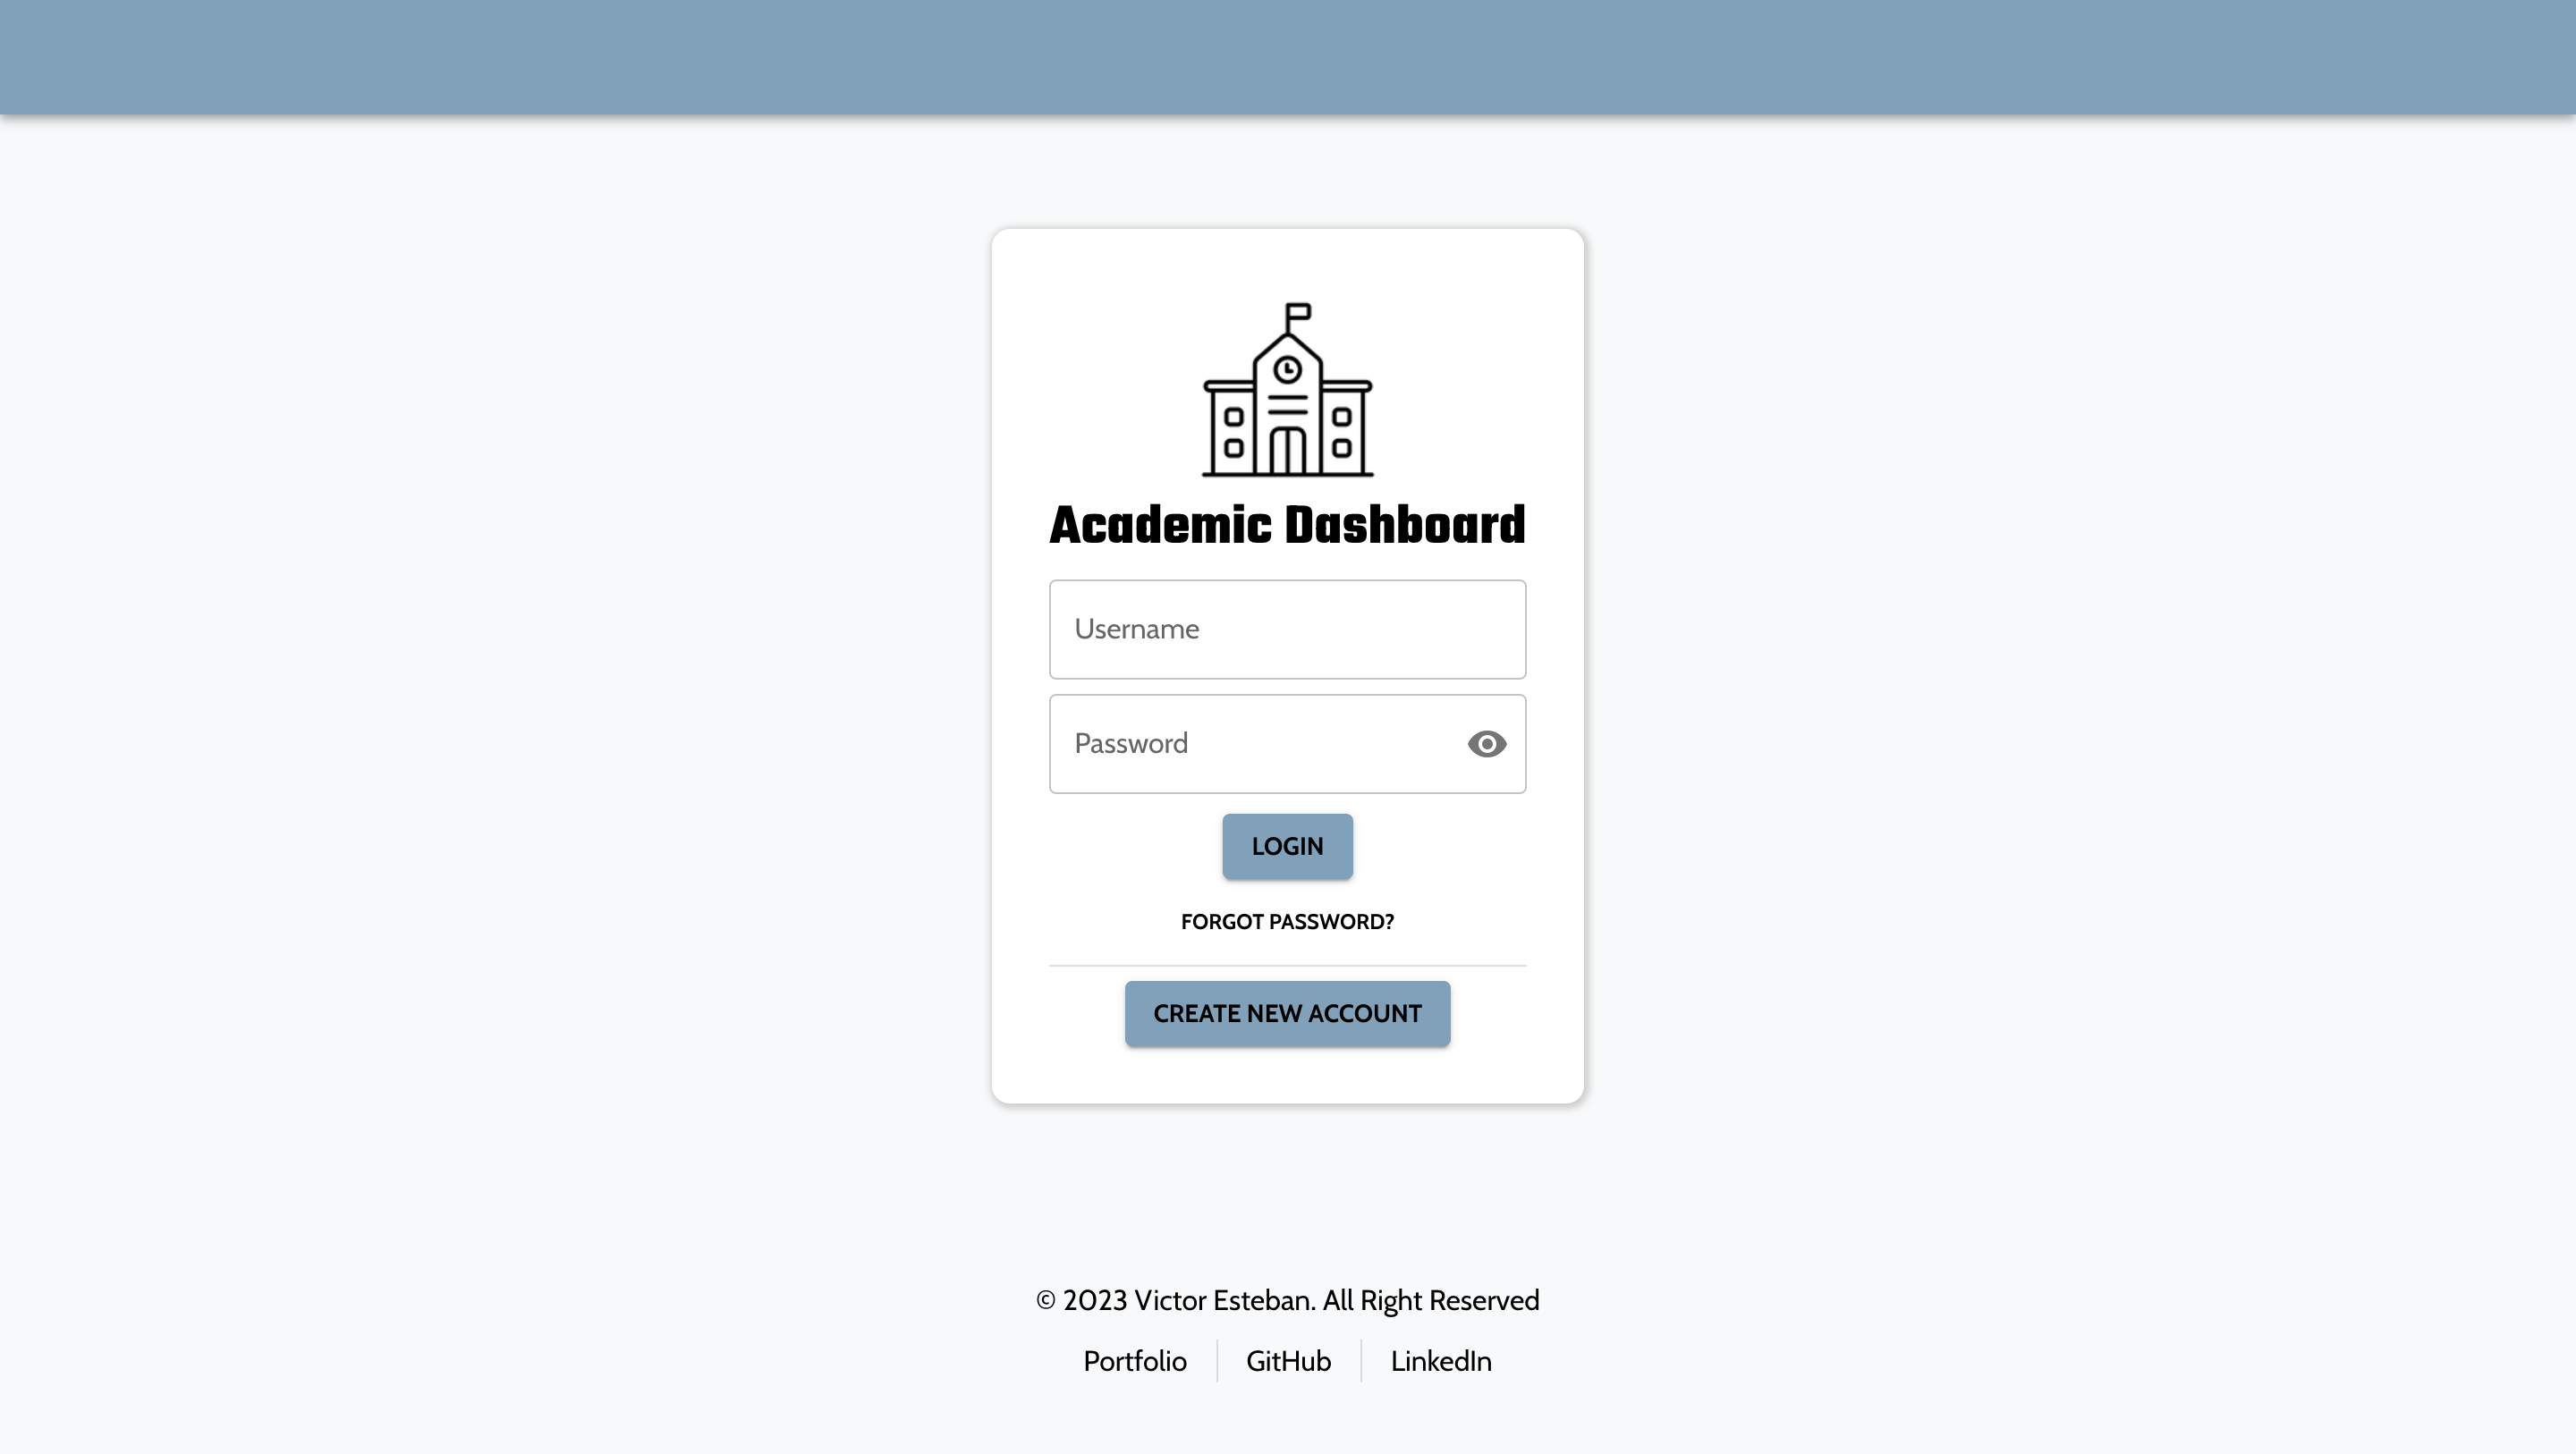 Academic Dashboard
Username
Password
LOGIN
FORGOT PASSWORD?
CREATE NEW ACCOUNT
© 2023 Victor Esteban. All Right Reserved
Portfolio GitHub LinkedIn